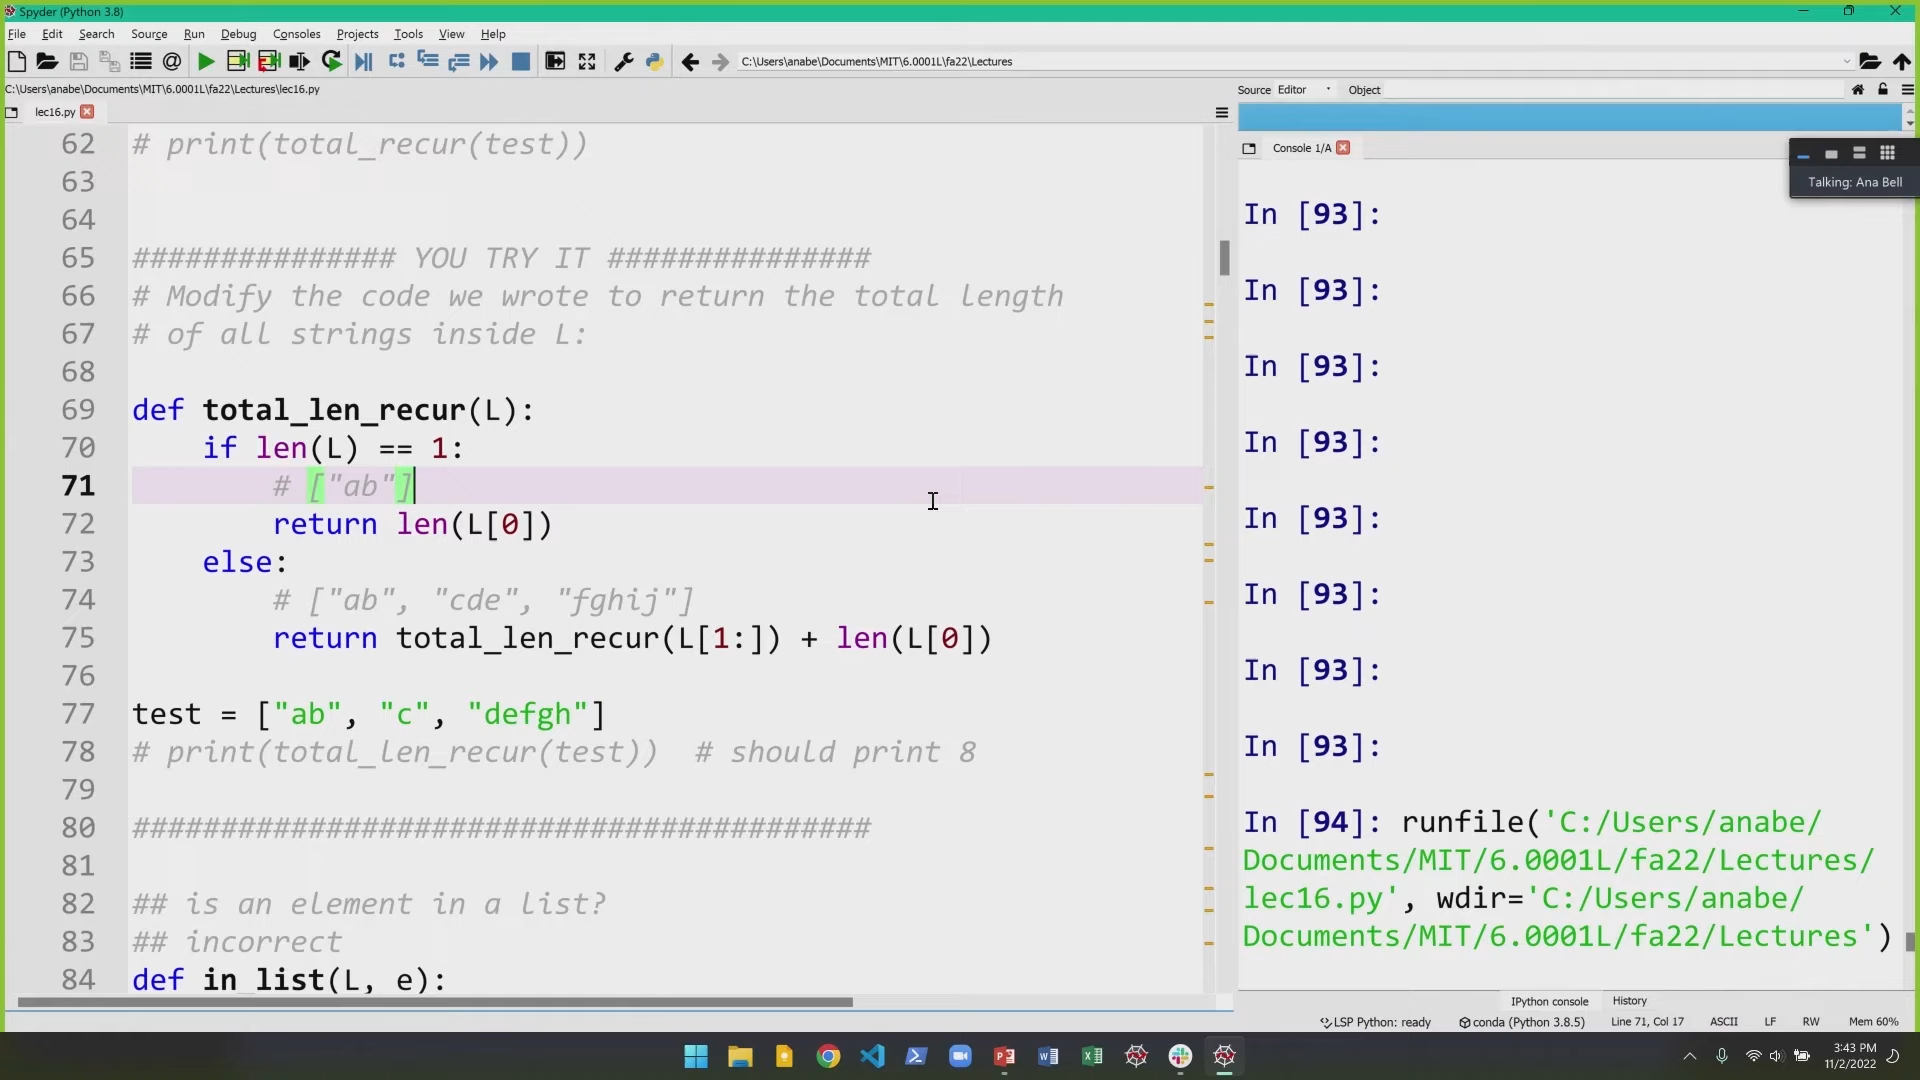 Spyder (Python 3.8)
File Edit Search Source Run Debug Consoles Projects Tools View Help
C:\Users\anabe\Documents\MIT\6.0001L\fa22\Lectures
C:\Users\anabe\Documents\MIT\6.0001L\fa22\Lectures\lec16.py
Source Editor Object
lec16.py
Console 1/A
Talking: Ana Bell
62 # print(total_recur(test))
63
64
65 ############### YOU TRY IT ###############
66 # Modify the code we wrote to return the total length
67 # of all strings inside L:
68
69 def total_len_recur(L):
70     if len(L) == 1:
71         # ["ab"]
72         return len(L[0])
73     else:
74         # ["ab", "cde", "fghij"]
75         return total_len_recur(L[1:]) + len(L[0])
76
77 test = ["ab", "c", "defgh"]
78 # print(total_len_recur(test))  # should print 8
79
80 ##########################################
81
82 ## is an element in a list?
83 ## incorrect
84 def in_list(L, e):
In [93]:
In [93]:
In [93]:
In [93]:
In [93]:
In [93]:
In [93]:
In [93]:
In [94]: runfile('C:/Users/anabe/
Documents/MIT/6.0001L/fa22/Lectures/
lec16.py', wdir='C:/Users/anabe/
Documents/MIT/6.0001L/fa22/Lectures')
IPython console History
LSP Python: ready conda (Python 3.8.5) Line 71, Col 17 ASCII LF RW Mem 60%
3:43 PM
11/2/2022